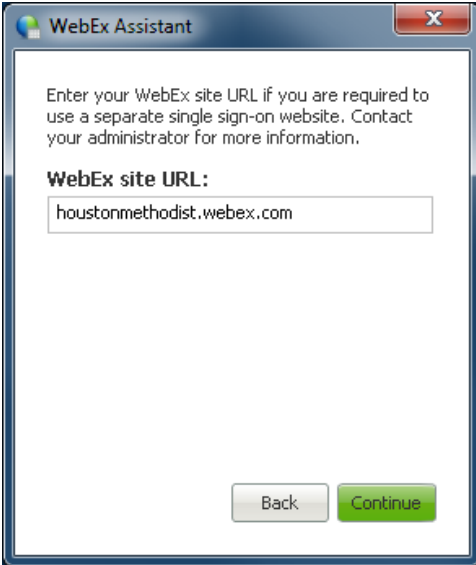 WebEx Assistant
Enter your WebEx site URL if you are required to
use a separate single sign-on website. Contact
your administrator for more information.
WebEx site URL:
houstonmethodist.webex.com
Back
Continue